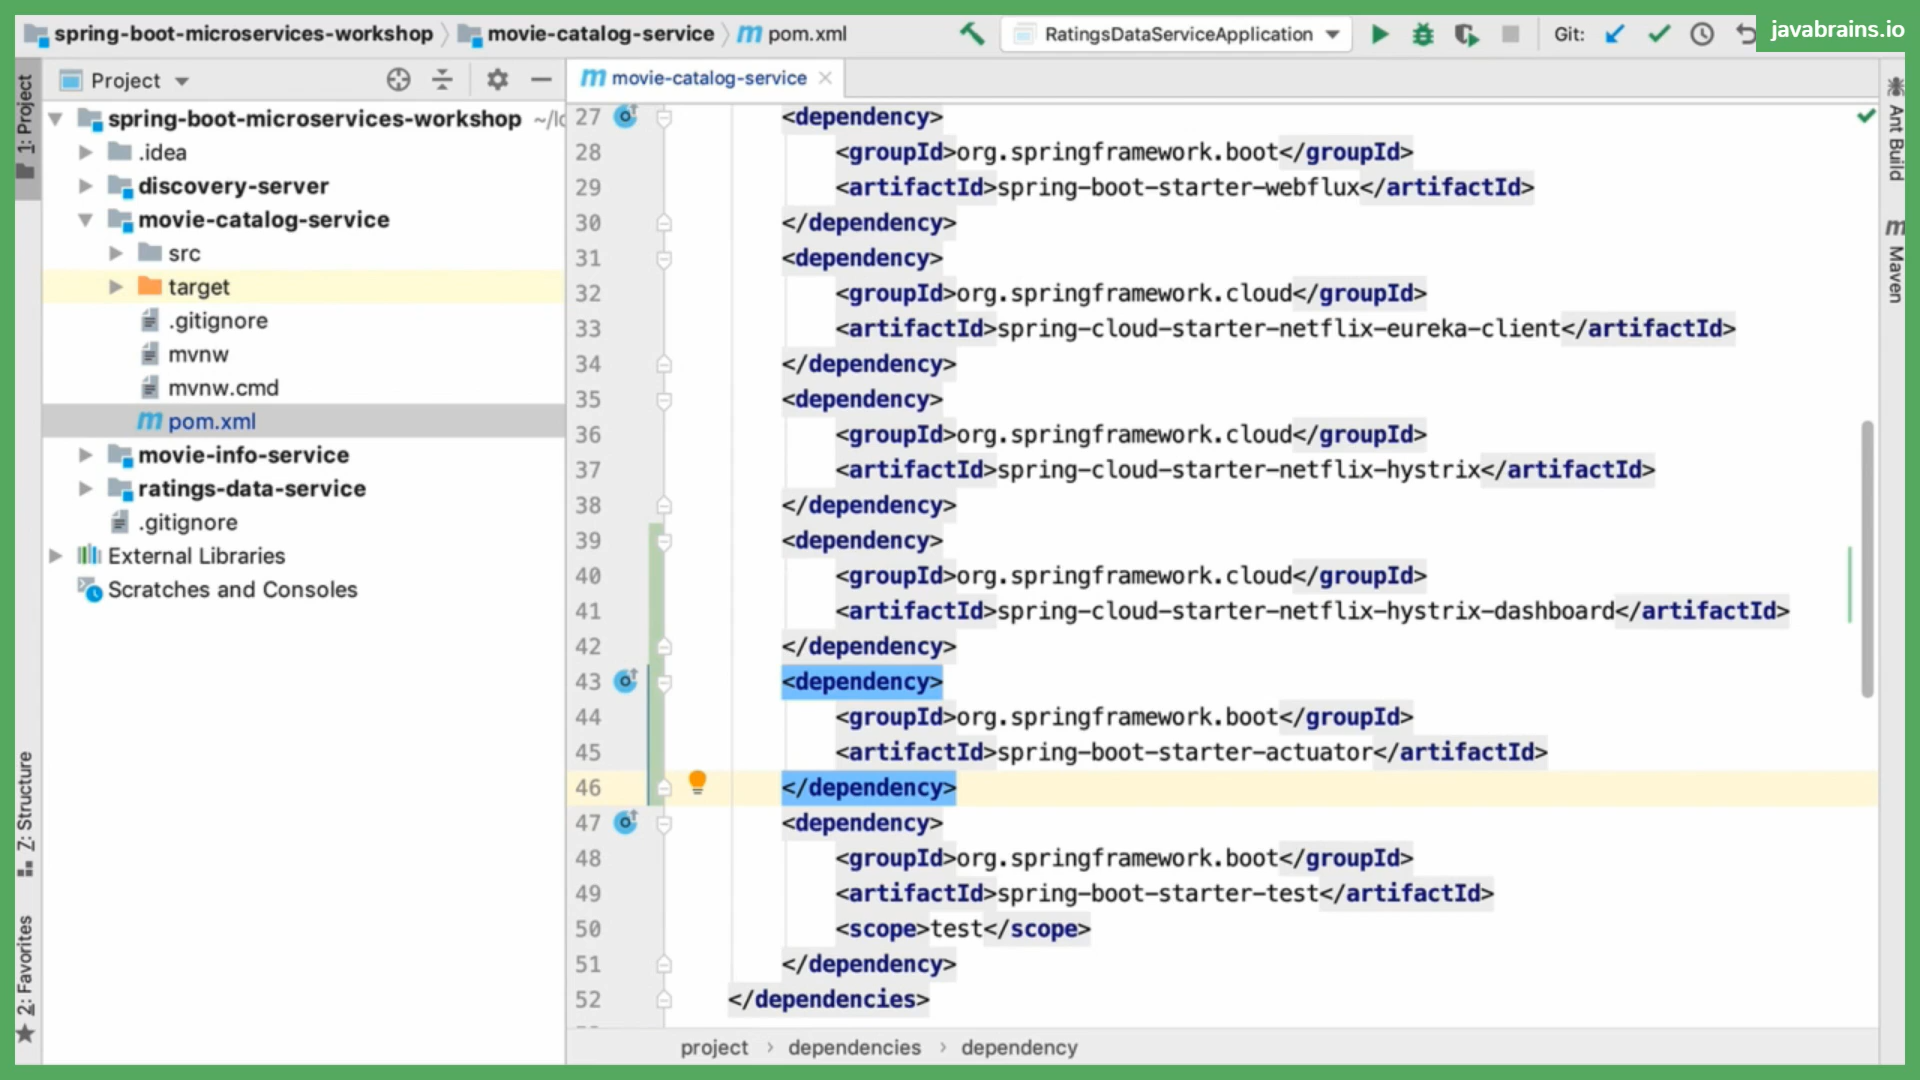 spring-boot-microservices-workshop movie-catalog-service pom.xml RatingsDataServiceApplication Git: javabrains.io
1: Project
Project
spring-boot-microservices-workshop
.idea
discovery-server
movie-catalog-service
src
target
.gitignore
mvnw
mvnw.cmd
pom.xml
movie-info-service
ratings-data-service
.gitignore
External Libraries
Scratches and Consoles
Z: Structure
2: Favorites
movie-catalog-service
27 <dependency>
28 <groupId>org.springframework.boot</groupId>
29 <artifactId>spring-boot-starter-webflux</artifactId>
30 </dependency>
31 <dependency>
32 <groupId>org.springframework.cloud</groupId>
33 <artifactId>spring-cloud-starter-netflix-eureka-client</artifactId>
34 </dependency>
35 <dependency>
36 <groupId>org.springframework.cloud</groupId>
37 <artifactId>spring-cloud-starter-netflix-hystrix</artifactId>
38 </dependency>
39 <dependency>
40 <groupId>org.springframework.cloud</groupId>
41 <artifactId>spring-cloud-starter-netflix-hystrix-dashboard</artifactId>
42 </dependency>
43 <dependency>
44 <groupId>org.springframework.boot</groupId>
45 <artifactId>spring-boot-starter-actuator</artifactId>
46 </dependency>
47 <dependency>
48 <groupId>org.springframework.boot</groupId>
49 <artifactId>spring-boot-starter-test</artifactId>
50 <scope>test</scope>
51 </dependency>
52 </dependencies>
project › dependencies › dependency
Ant Build
Maven